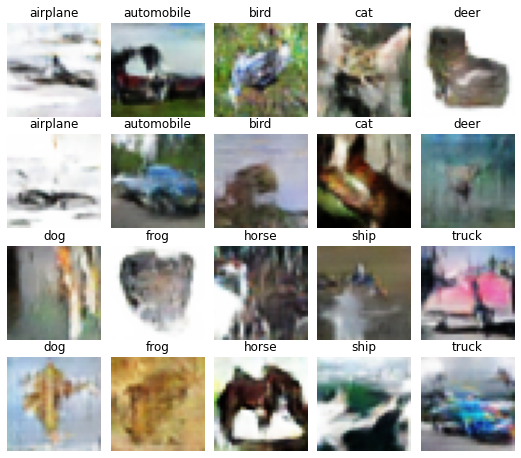 airplane automobile bird cat deer
airplane automobile bird cat deer
dog frog horse ship truck
dog frog horse ship truck